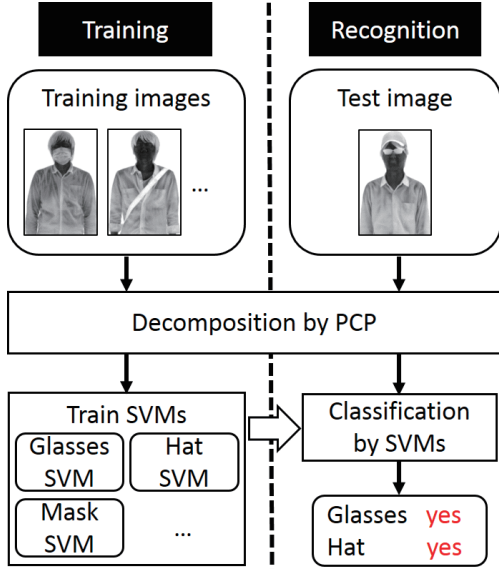 Training
Recognition
Training images
...
Test image
Decomposition by PCP
Train SVMs
Glasses
SVM
Hat
SVM
Mask
SVM
...
Classification
by SVMs
Glasses yes
Hat yes